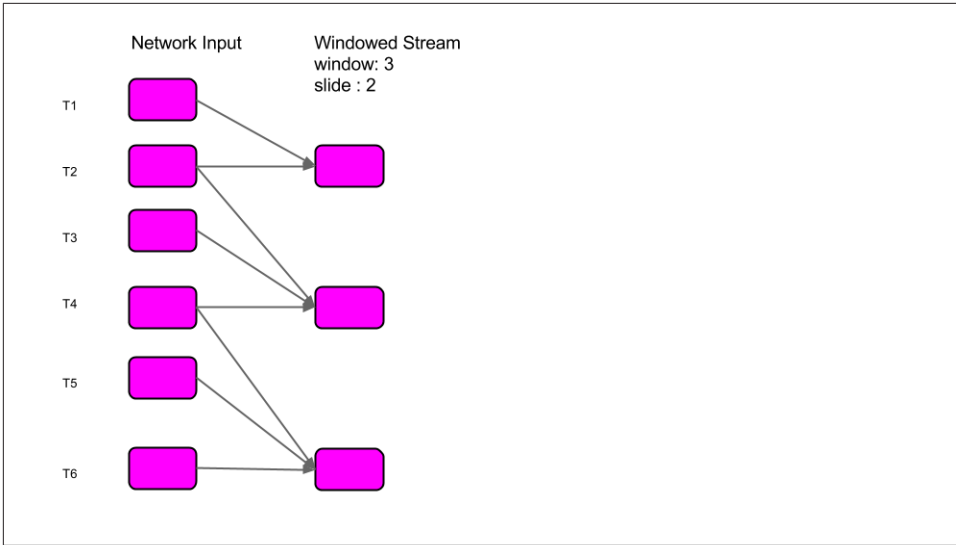 Network Input
Windowed Stream
window: 3
slide : 2
T1
T2
T3
T4
T5
T6